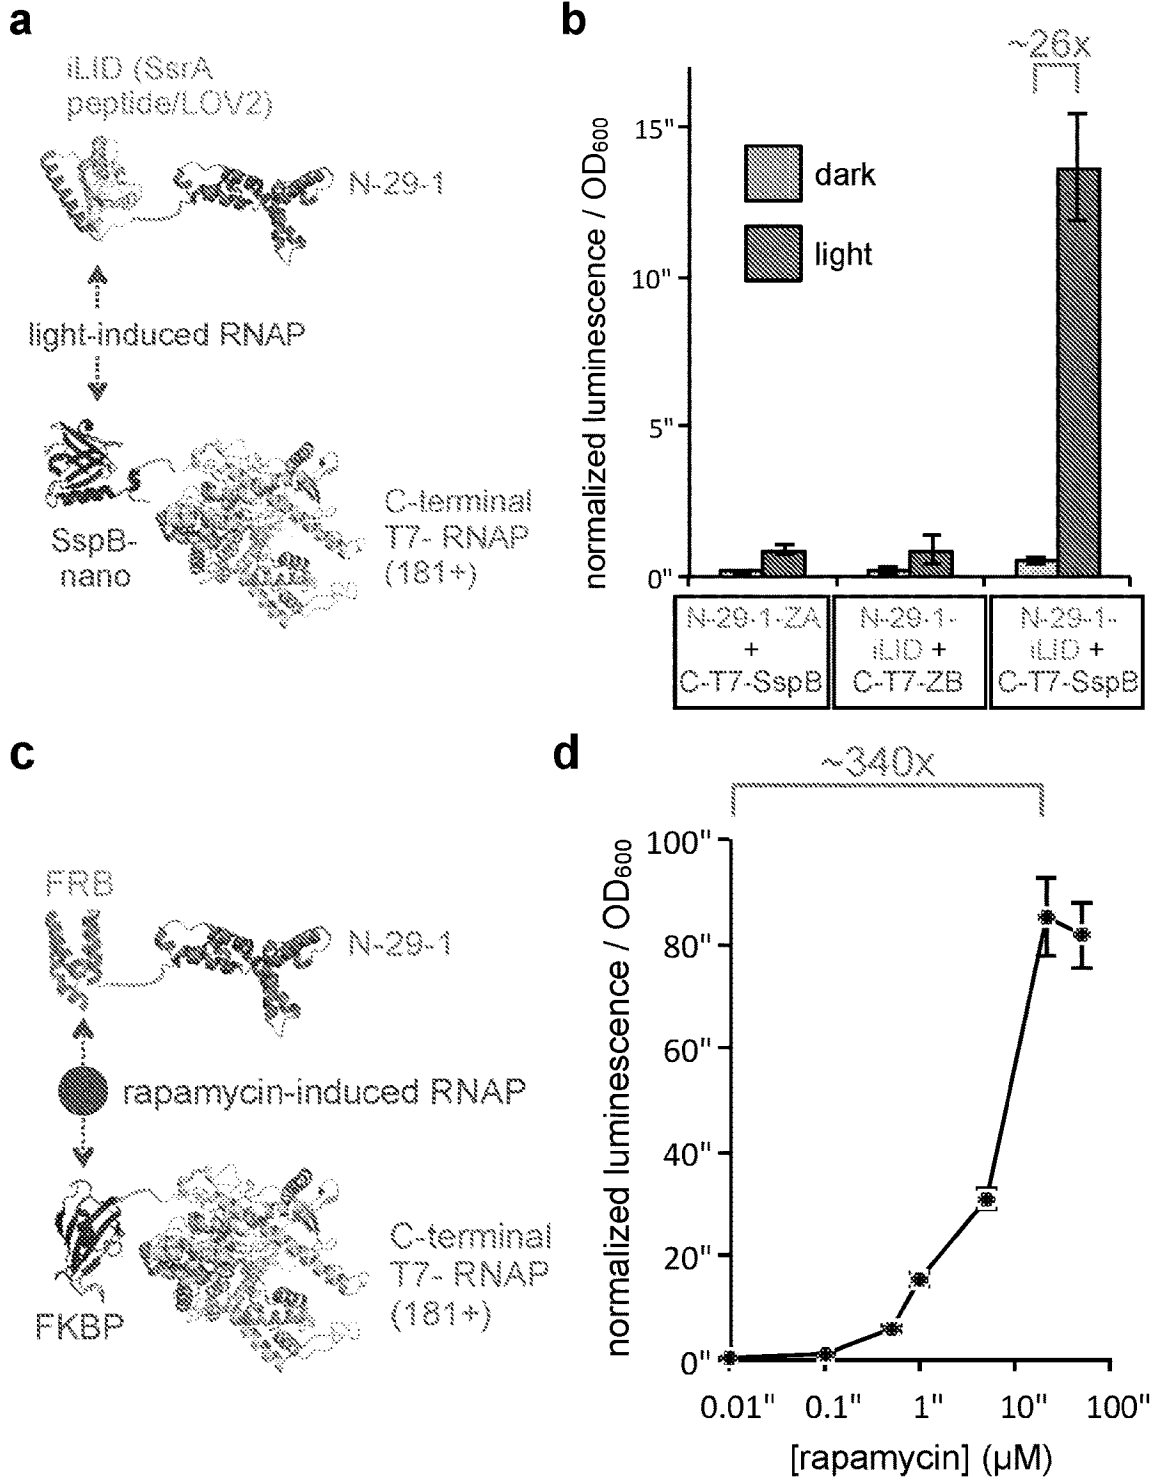 a
iLID (SsrA
peptide/LOV2)
N-29-1
light-induced RNAP
SspB-
nano
C-terminal
T7- RNAP
(181+)
b
~26x
normalized luminescence / OD600
15"
10"
5"
0"
dark
light
N-29-1-ZA
+
C-T7-SspB
N-29-1-
iLID +
C-T7-ZB
N-29-1-
iLID +
C-T7-SspB
c
FRB
N-29-1
rapamycin-induced RNAP
FKBP
C-terminal
T7- RNAP
(181+)
d
~340x
normalized luminescence / OD600
100"
80"
60"
40"
20"
0"
0.01" 0.1" 1" 10" 100"
[rapamycin] (µM)